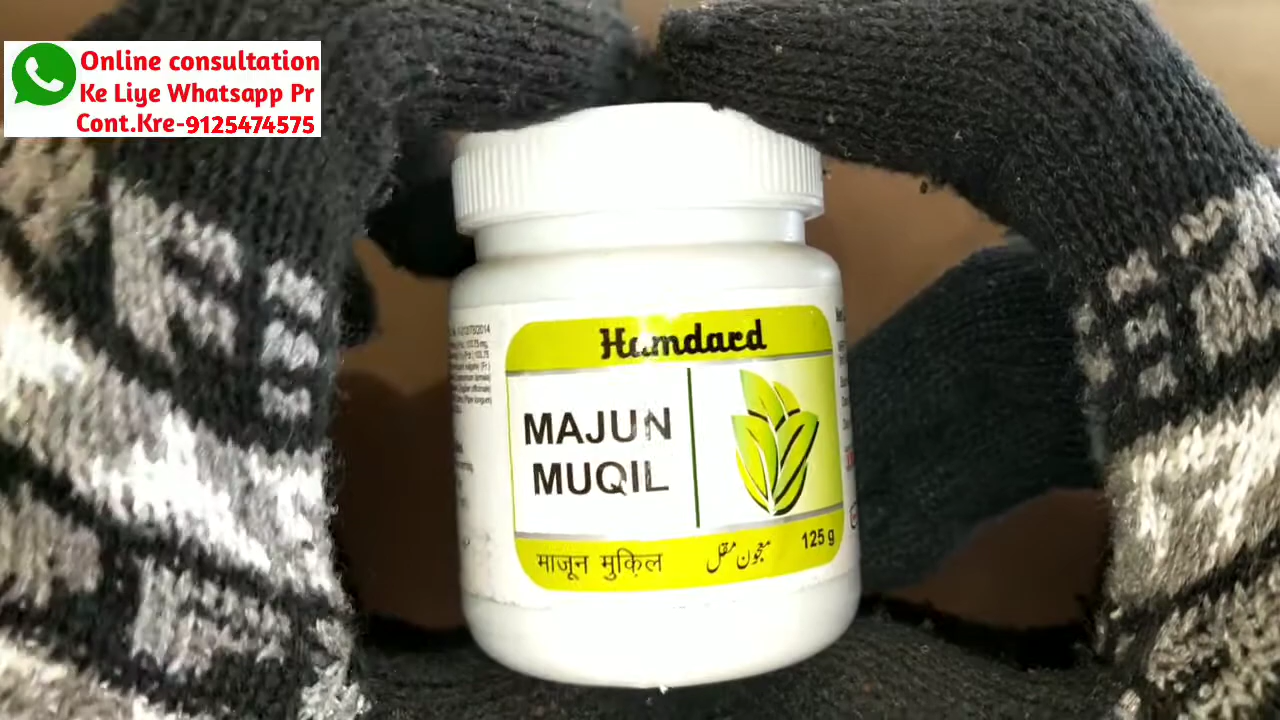 Online consultation
Ke Liye Whatsapp Pr
Cont.Kre-9125474575
Hamdard
MAJUN
MUQIL
माजून मुक़िल
معجون مقل
125 g